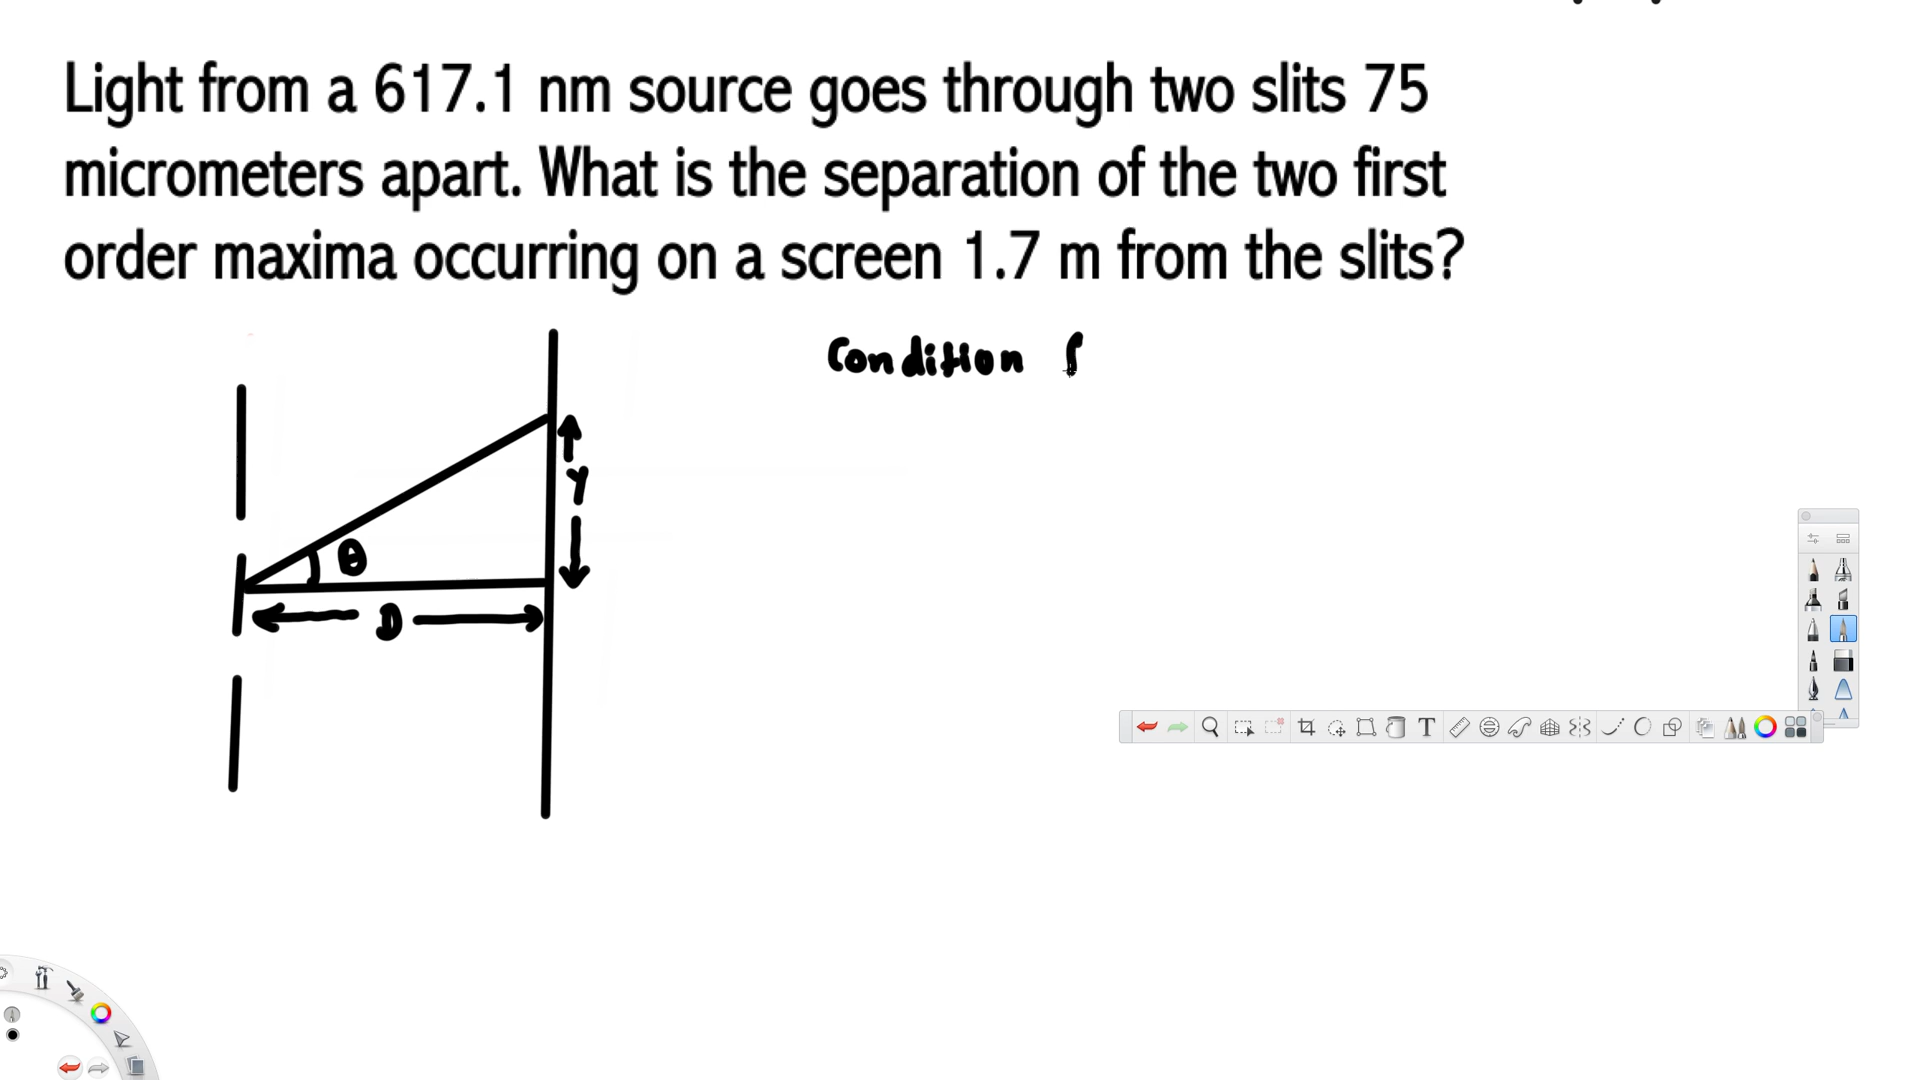 Light from a 617.1 nm source goes through two slits 75
micrometers apart. What is the separation of the two first
order maxima occurring on a screen 1.7 m from the slits?
Condition f
Y
θ
D
T